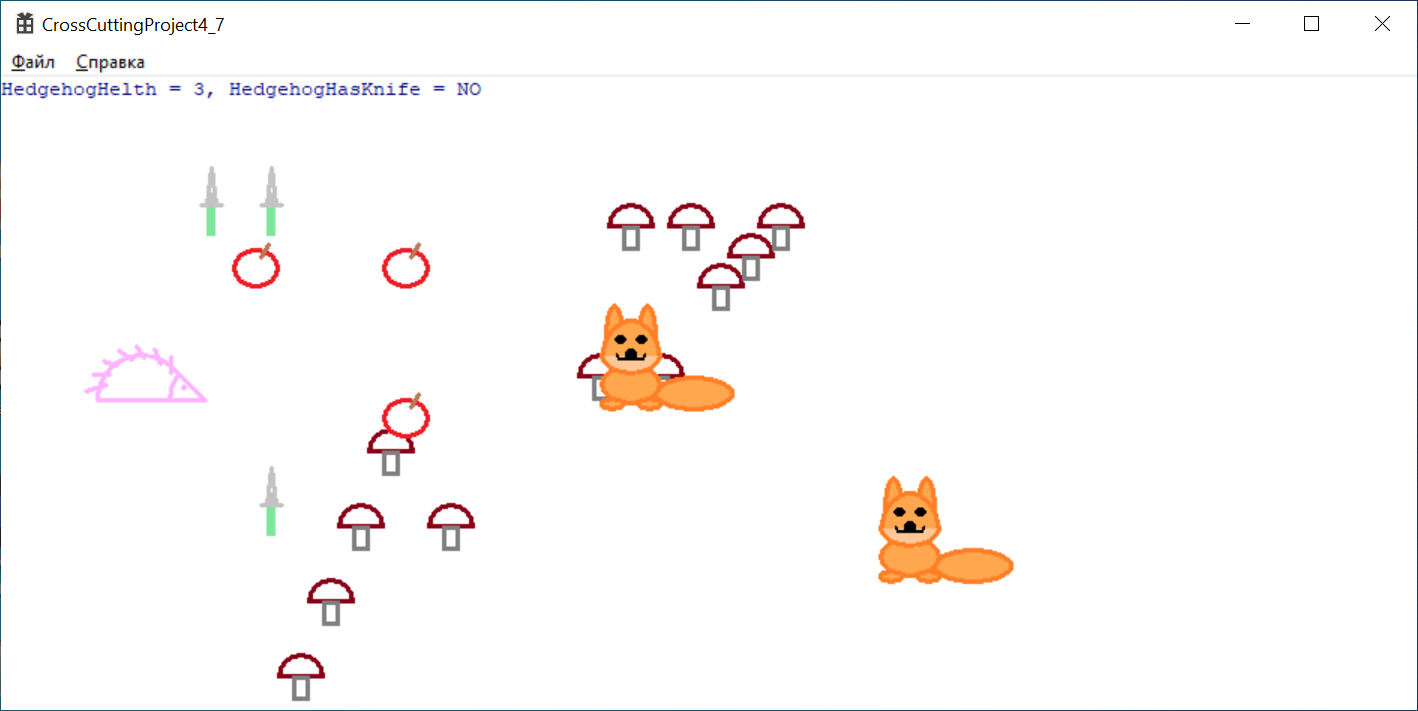 CrossCuttingProject4_7
Файл Справка
HedgehogHelth = 3, HedgehogHasKnife = NO